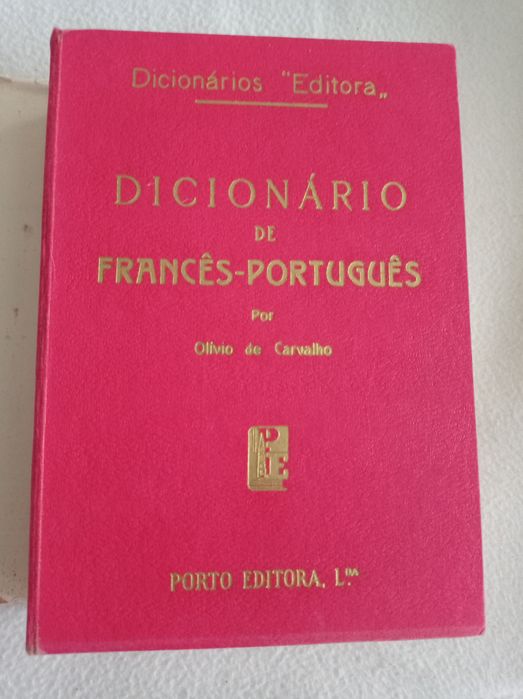 Dicionários "Editora„
DICIONÁRIO
DE
FRANCÊS-PORTUGUÊS
Por
Olívio de Carvalho
PE
PORTO EDITORA, L.DA